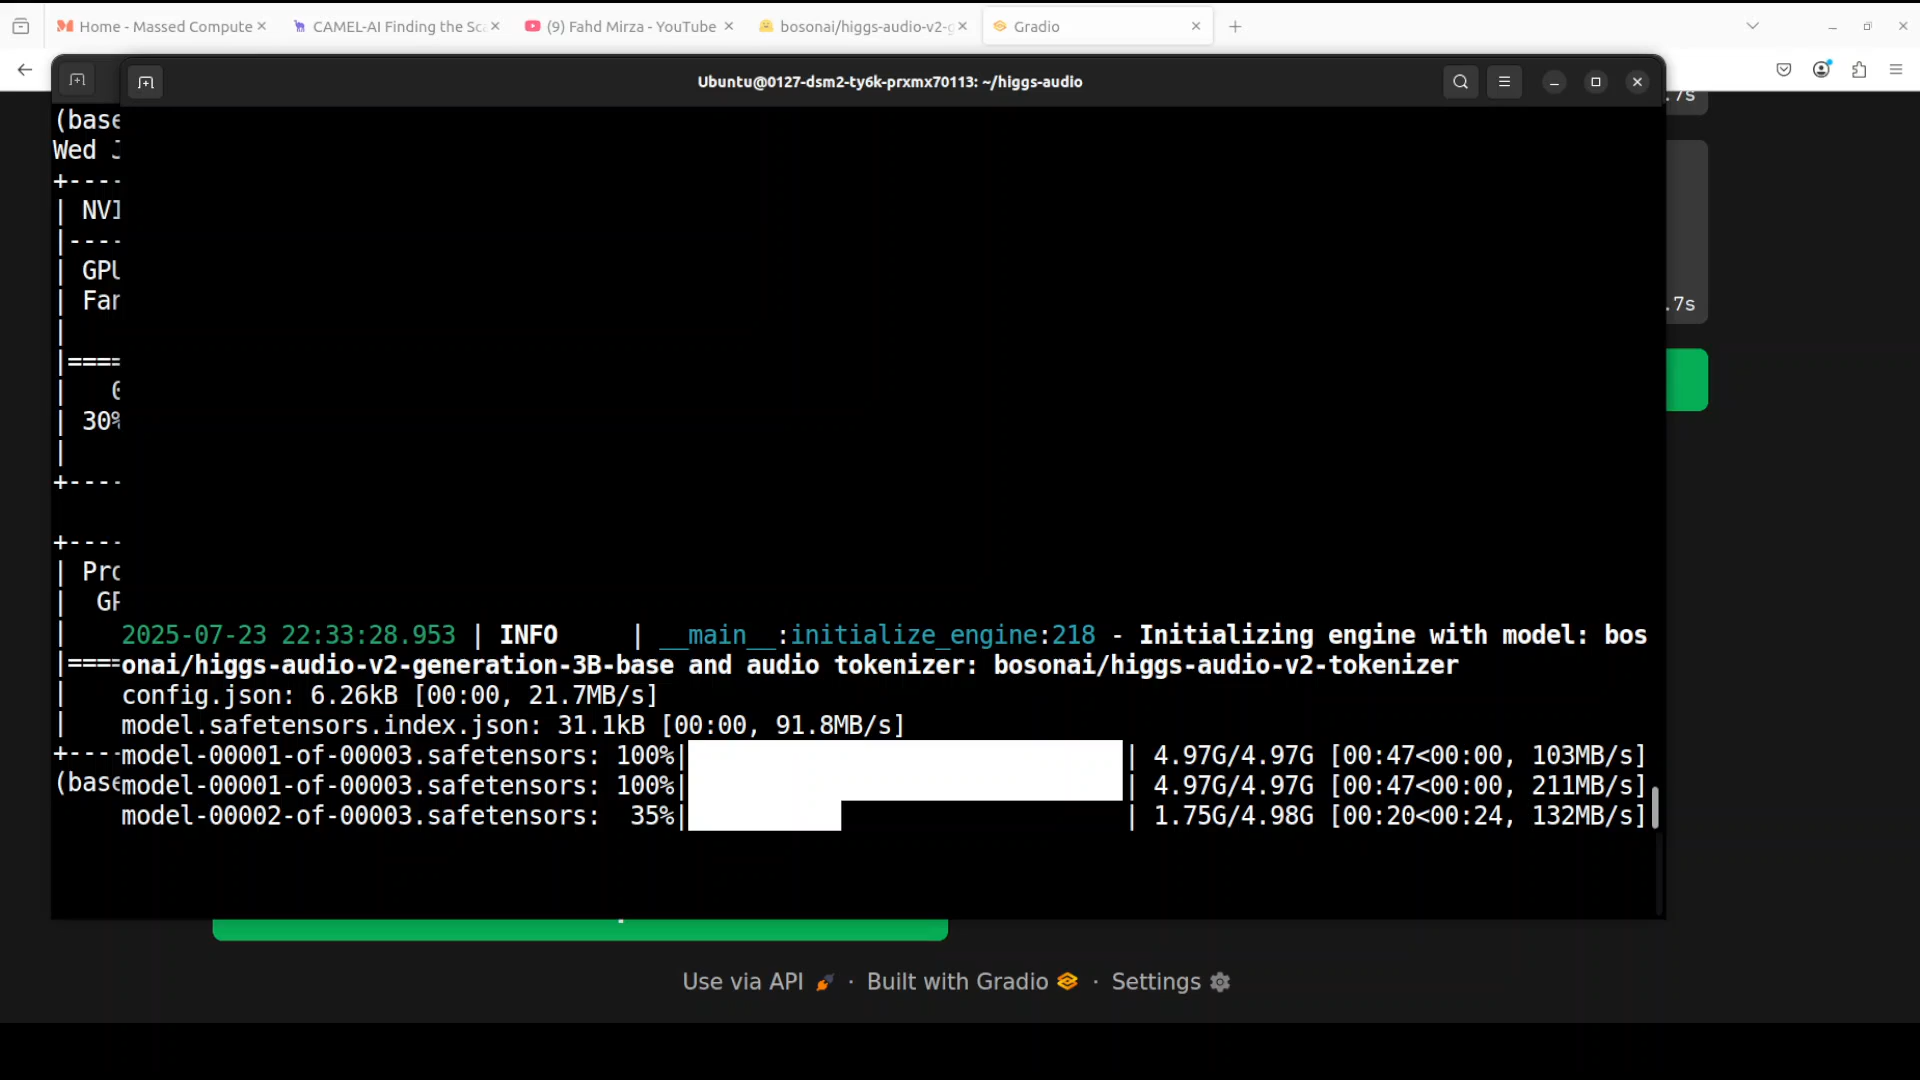 Home - Massed Compute
CAMEL-AI Finding the Sca
(9) Fahd Mirza - YouTube
bosonai/higgs-audio-v2-g
Gradio
Ubuntu@0127-dsm2-ty6k-prxmx70113: ~/higgs-audio
.7s
(base
Wed J
+----
| NVI
|----
| GPU
| Fan
|
|====
| 0
| 30%
|
+----
+----
| Pro
| GP
|
|====
|
|
+----
(base
.7s
2025-07-23 22:33:28.953 | INFO     | __main__:initialize_engine:218 - Initializing engine with model: bos
onai/higgs-audio-v2-generation-3B-base and audio tokenizer: bosonai/higgs-audio-v2-tokenizer
config.json: 6.26kB [00:00, 21.7MB/s]
model.safetensors.index.json: 31.1kB [00:00, 91.8MB/s]
model-00001-of-00003.safetensors: 100%| | 4.97G/4.97G [00:47<00:00, 103MB/s]
model-00001-of-00003.safetensors: 100%| | 4.97G/4.97G [00:47<00:00, 211MB/s]
model-00002-of-00003.safetensors:  35%| | 1.75G/4.98G [00:20<00:24, 132MB/s]
Use via API · Built with Gradio · Settings